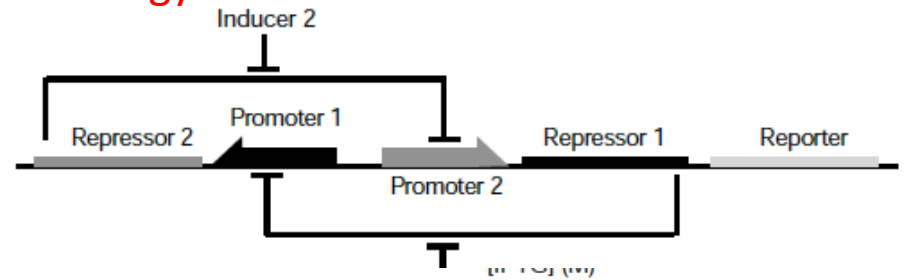 Inducer 2
Promoter 1
Repressor 2
Repressor 1
Reporter
Promoter 2